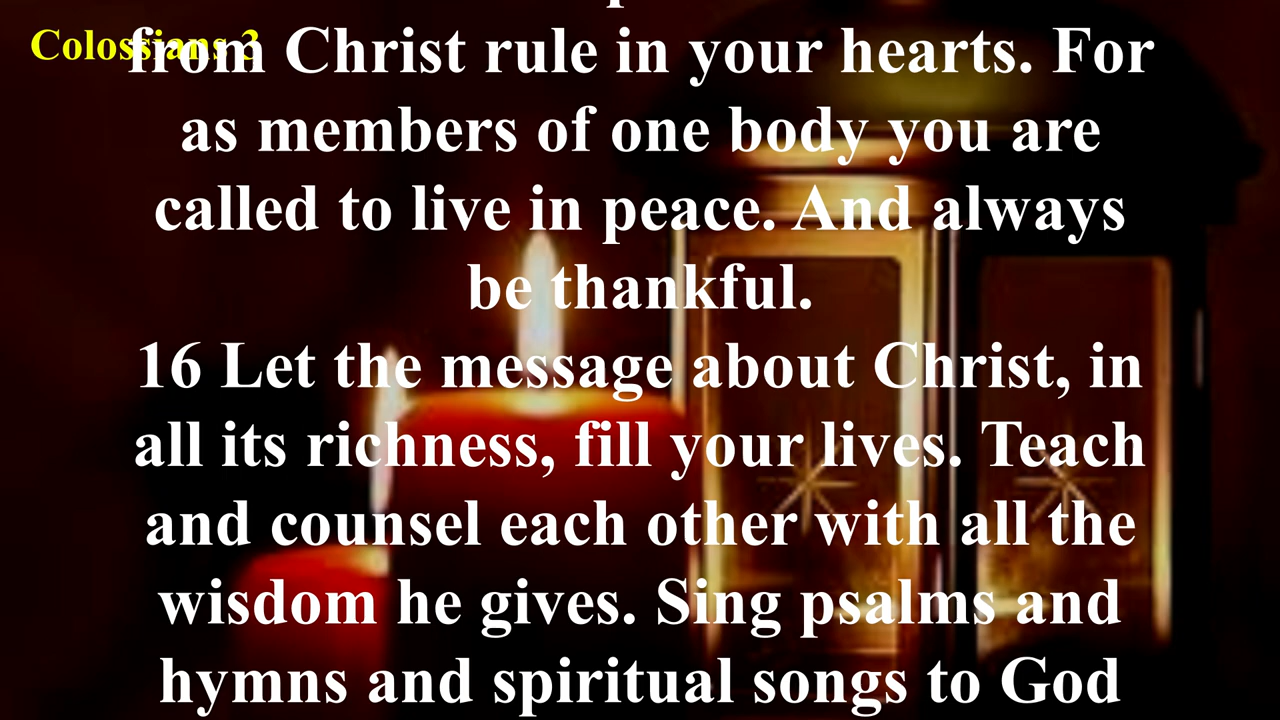 Colossians 3
from Christ rule in your hearts. For
as members of one body you are
called to live in peace. And always
be thankful.
16 Let the message about Christ, in
all its richness, fill your lives. Teach
and counsel each other with all the
wisdom he gives. Sing psalms and
hymns and spiritual songs to God